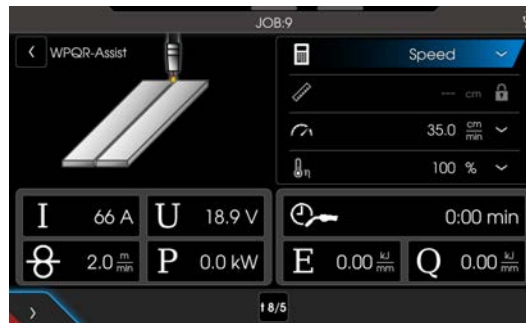 JOB:9
< WPQR-Assist
Speed
--- cm
35.0 cm/min
η 100 %
I 66 A U 18.9 V
0:00 min
2.0 m/min P 0.0 kW
E 0.00 kJ/mm Q 0.00 kJ/mm
>
t 8/5